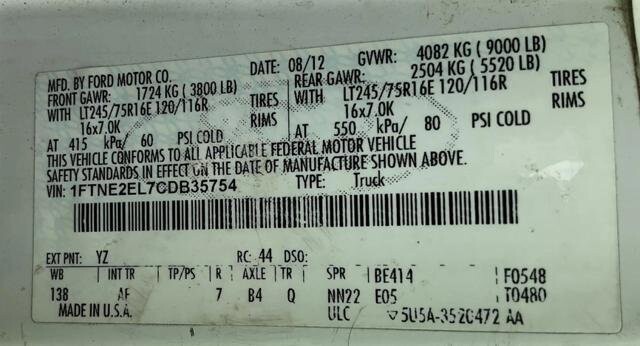 MFD. BY FORD MOTOR CO. DATE: 08/12 GVWR: 4082 KG ( 9000 LB)
FRONT GAWR: 1724 KG ( 3800 LB) REAR GAWR: 2504 KG ( 5520 LB)
WITH LT245/75R16E 120/116R TIRES WITH LT245/75R16E 120/116R TIRES
16x7.0K RIMS 16x7.0K RIMS
AT 415 kPa/ 60 PSI COLD AT 550 kPa/ 80 PSI COLD
THIS VEHICLE CONFORMS TO ALL APPLICABLE FEDERAL MOTOR VEHICLE
SAFETY STANDARDS IN EFFECT ON THE DATE OF MANUFACTURE SHOWN ABOVE.
VIN: 1FTNE2EL7CDB35754 TYPE: Truck
EXT PNT: YZ RC: 44 DSO:
WB INT TR TP/PS R AXLE TR SPR BE414 F0548
138 AE 7 B4 Q NN22 E05 T0480
MADE IN U.S.A. ULC ▽5U5A-3520472 AA